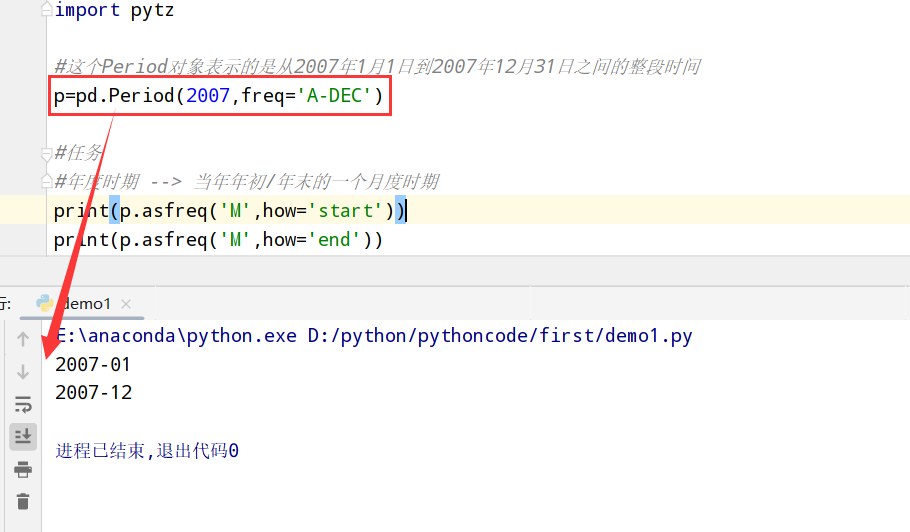 import pytz
#这个Period对象表示的是从2007年1月1日到2007年12月31日之间的整段时间
p=pd.Period(2007,freq='A-DEC')
#任务
#年度时期 --> 当年年初/年末的一个月度时期
print(p.asfreq('M',how='start'))
print(p.asfreq('M',how='end'))
行: demo1
E:\anaconda\python.exe D:/python/pythoncode/first/demo1.py
2007-01
2007-12
进程已结束,退出代码0